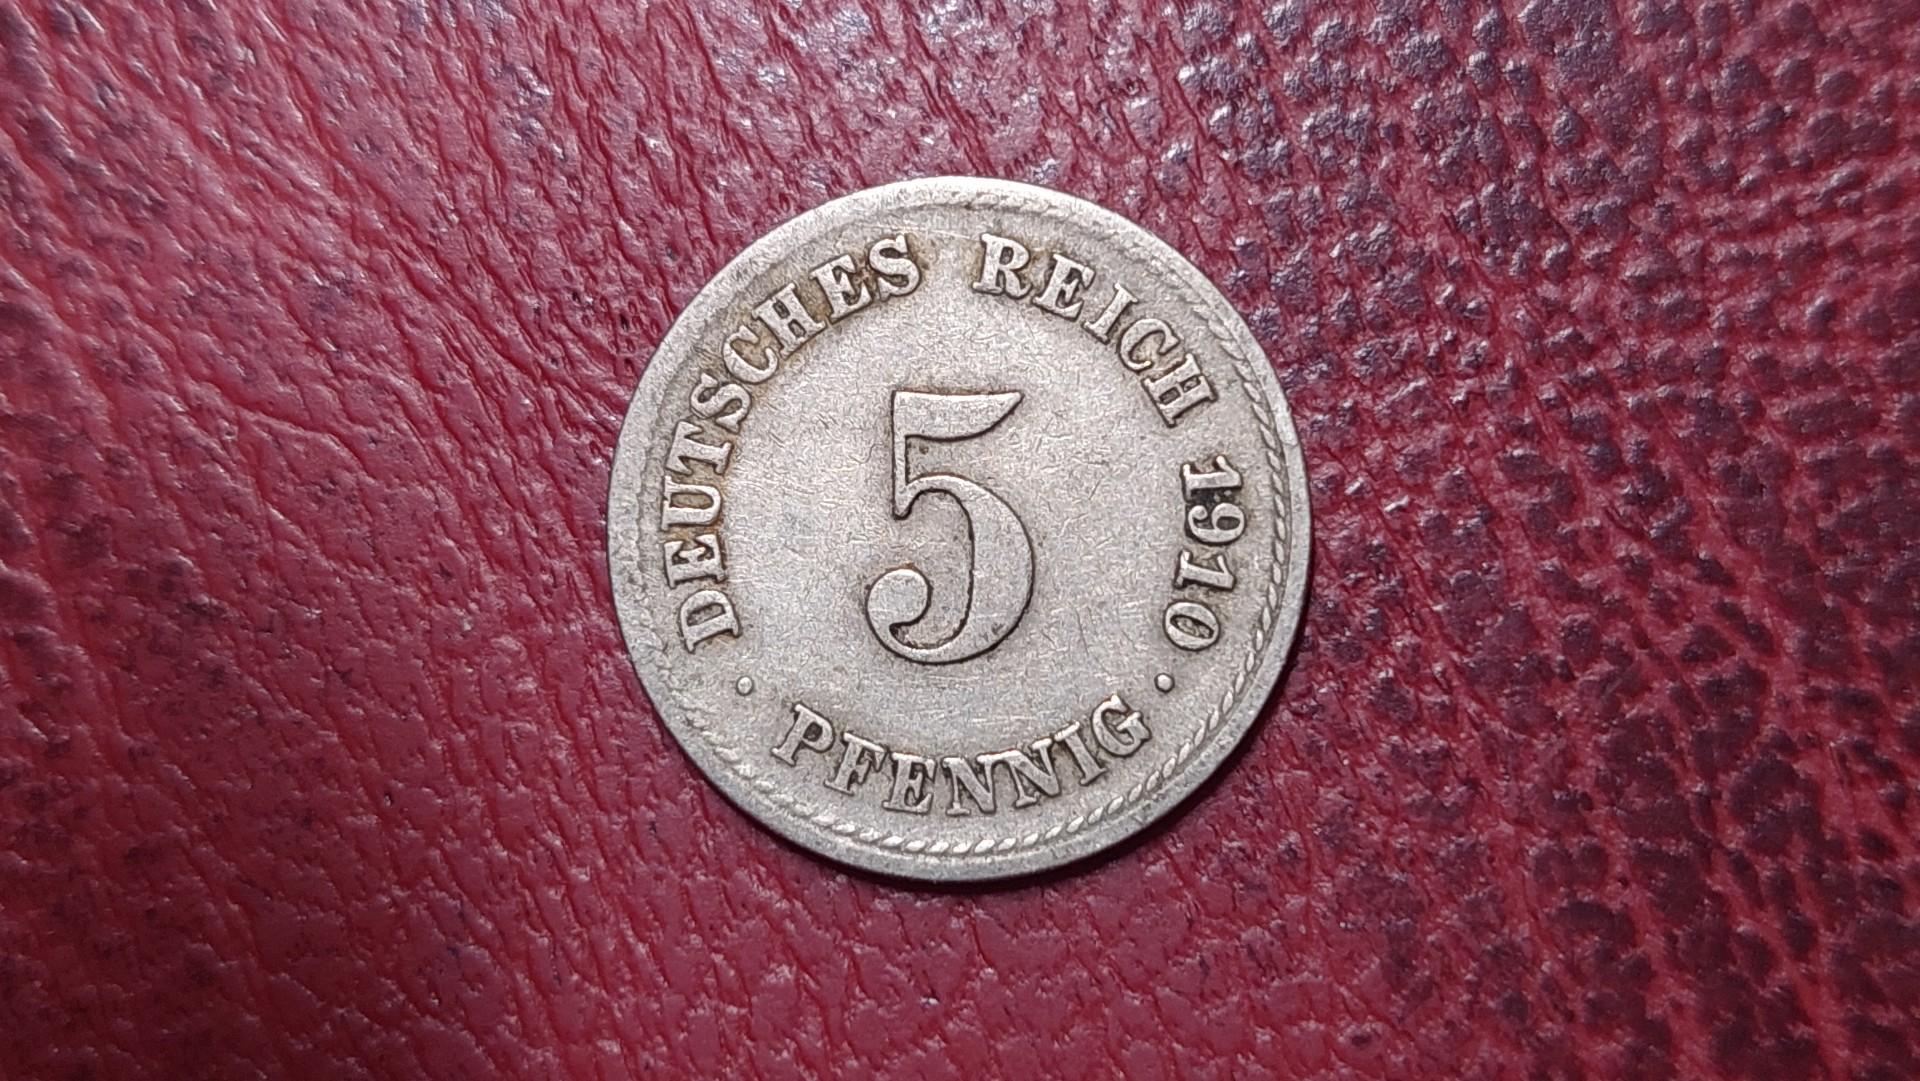 DEUTSCHES REICH 1910
5
· PFENNIG ·